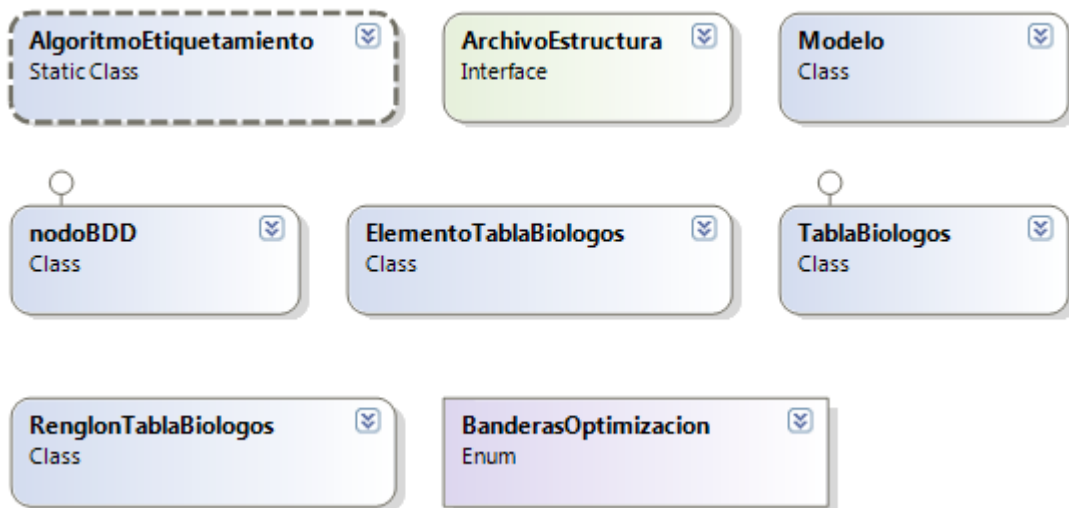 AlgoritmoEtiquetamiento
Static Class
ArchivoEstructura
Interface
Modelo
Class
nodoBDD
Class
ElementoTablaBiologos
Class
TablaBiologos
Class
RenglonTablaBiologos
Class
BanderasOptimizacion
Enum